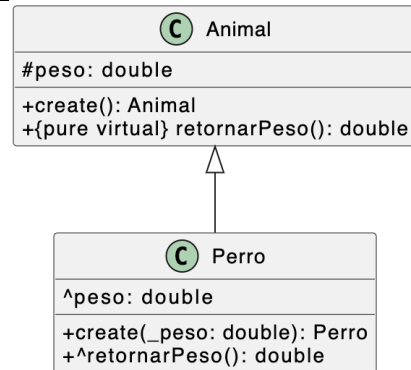 C Animal
#peso: double
+create(): Animal
+{pure virtual} retornarPeso(): double
C Perro
^peso: double
+create(_peso: double): Perro
+^retornarPeso(): double